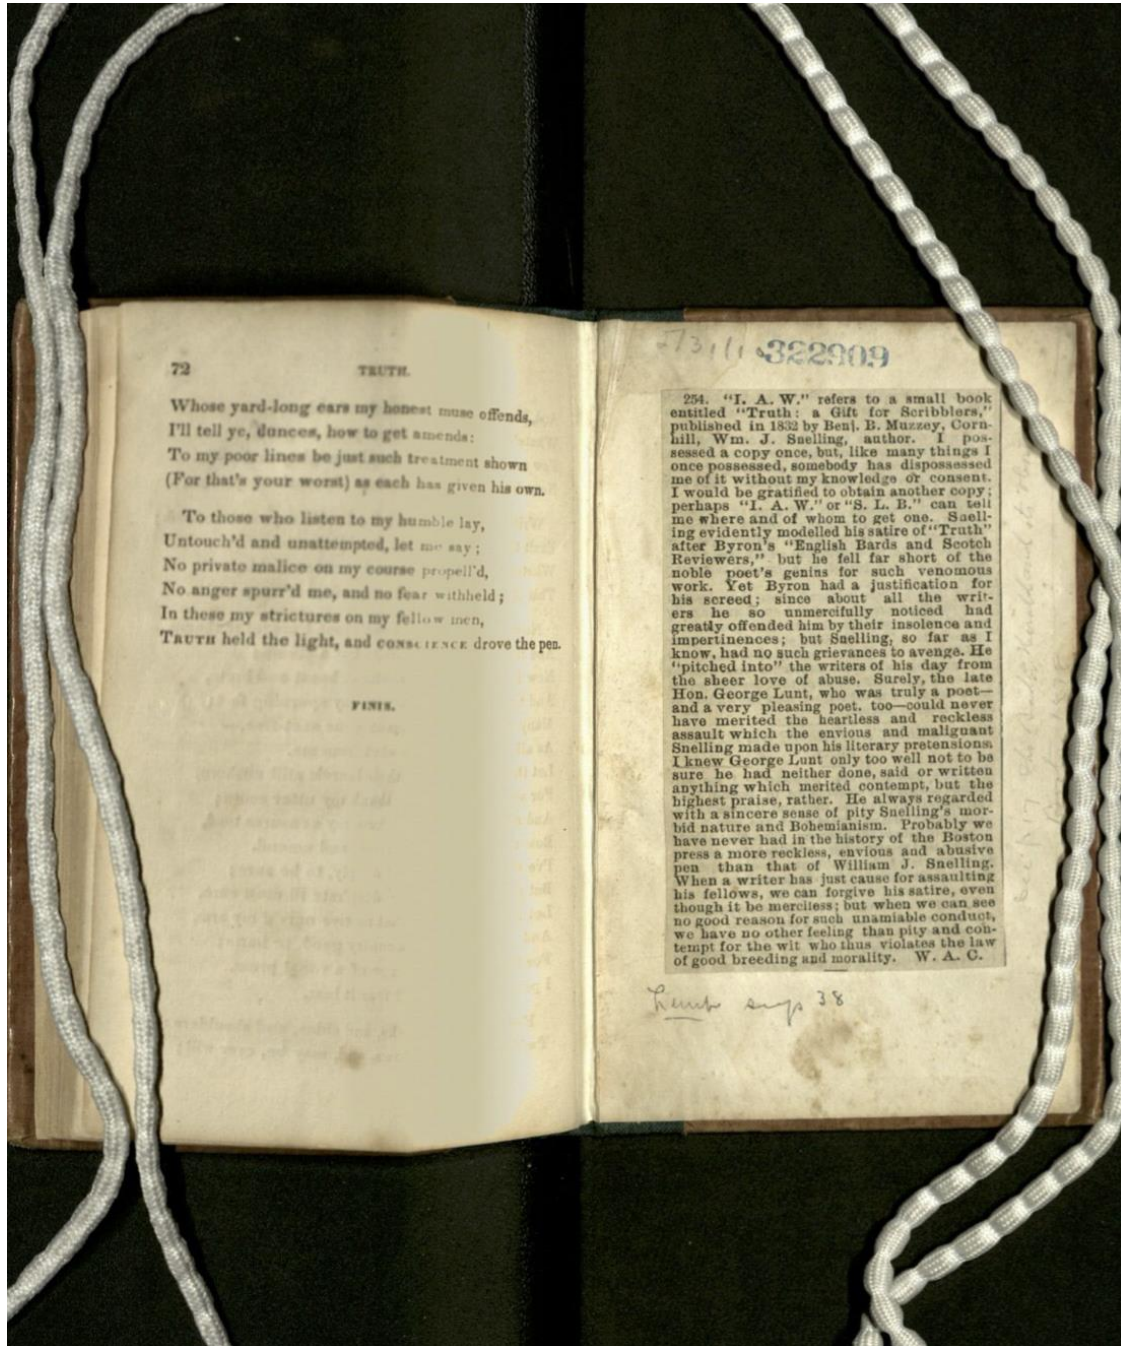 72 TRUTH.
Whose yard-long ears my honest muse offends,
I'll tell ye, dunces, how to get amends:
To my poor lines be just such treatment shown
(For that's your worst) as each has given his own.
To those who listen to my humble lay,
Untouch'd and unattempted, let me say;
No private malice on my course propell'd,
No anger spurr'd me, and no fear withheld;
In these my strictures on my fellow men,
TRUTH held the light, and CONSCIENCE drove the pen.
FINIS.
322909
254. "I. A. W." refers to a small book
entitled "Truth: a Gift for Scribblers,"
published in 1832 by Benj. B. Muzzey, Corn-
hill, Wm. J. Snelling, author. I pos-
sessed a copy once, but, like many things I
once possessed, somebody has dispossessed
me of it without my knowledge or consent.
I would be gratified to obtain another copy;
perhaps "I. A. W." or "S. L. B." can tell
me where and of whom to get one. Snell-
ing evidently modelled his satire of "Truth"
after Byron's "English Bards and Scotch
Reviewers," but he fell far short of the
noble poet's genius for such venomous
work. Yet Byron had a justification for
his screed; since about all the writ-
ers he so unmercifully noticed had
greatly offended him by their insolence and
impertinences; but Snelling, so far as I
know, had no such grievances to avenge. He
"pitched into" the writers of his day from
the sheer love of abuse. Surely, the late
Hon. George Lunt, who was truly a poet—
and a very pleasing poet. too—could never
have merited the heartless and reckless
assault which the envious and malignant
Snelling made upon his literary pretensions.
I knew George Lunt only too well not to be
sure he had neither done, said or written
anything which merited contempt, but the
highest praise, rather. He always regarded
with a sincere sense of pity Snelling's mor-
bid nature and Bohemianism. Probably we
have never had in the history of the Boston
press a more reckless, envious and abusive
pen than that of William J. Snelling.
When a writer has just cause for assaulting
his fellows, we can forgive his satire, even
though it be merciless; but when we can see
no good reason for such unamiable conduct,
we have no other feeling than pity and con-
tempt for the wit who thus violates the law
of good breeding and morality. W. A. C.
38